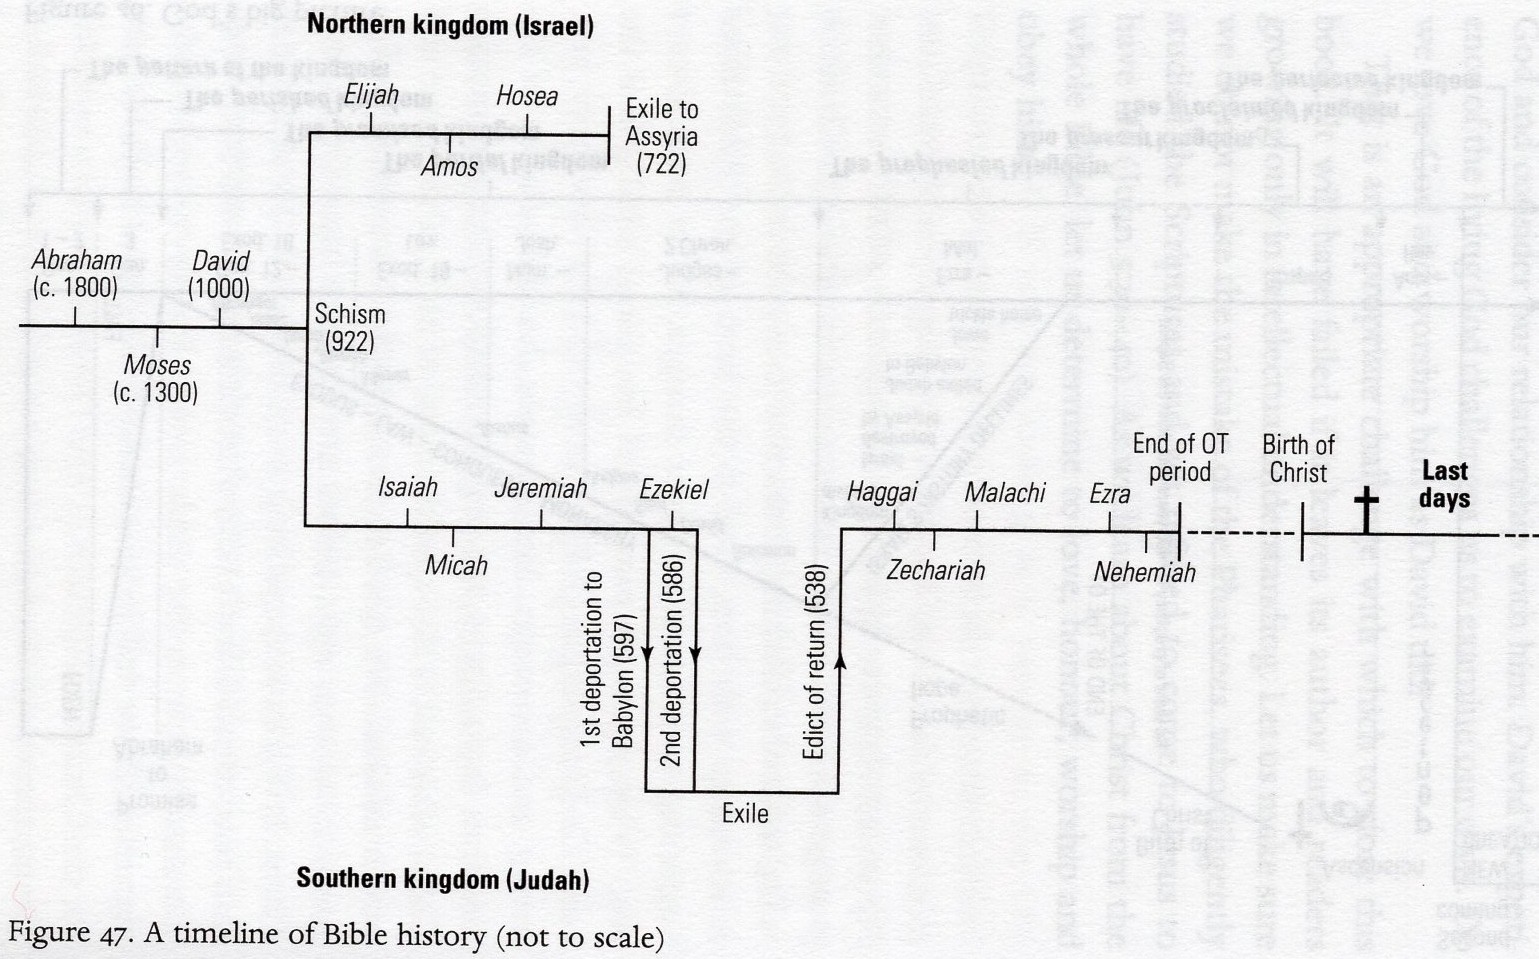 Northern kingdom (Israel)
Elijah
Hosea
Amos
Exile to
Assyria
(722)
Abraham
(c. 1800)
David
(1000)
Moses
(c. 1300)
Schism
(922)
Isaiah
Jeremiah
Ezekiel
Micah
1st deportation to
Babylon (597)
2nd deportation (586)
Exile
Edict of return (538)
Haggai
Malachi
Ezra
Zechariah
Nehemiah
End of OT
period
Birth of
Christ
Last
days
Southern kingdom (Judah)
Figure 47. A timeline of Bible history (not to scale)